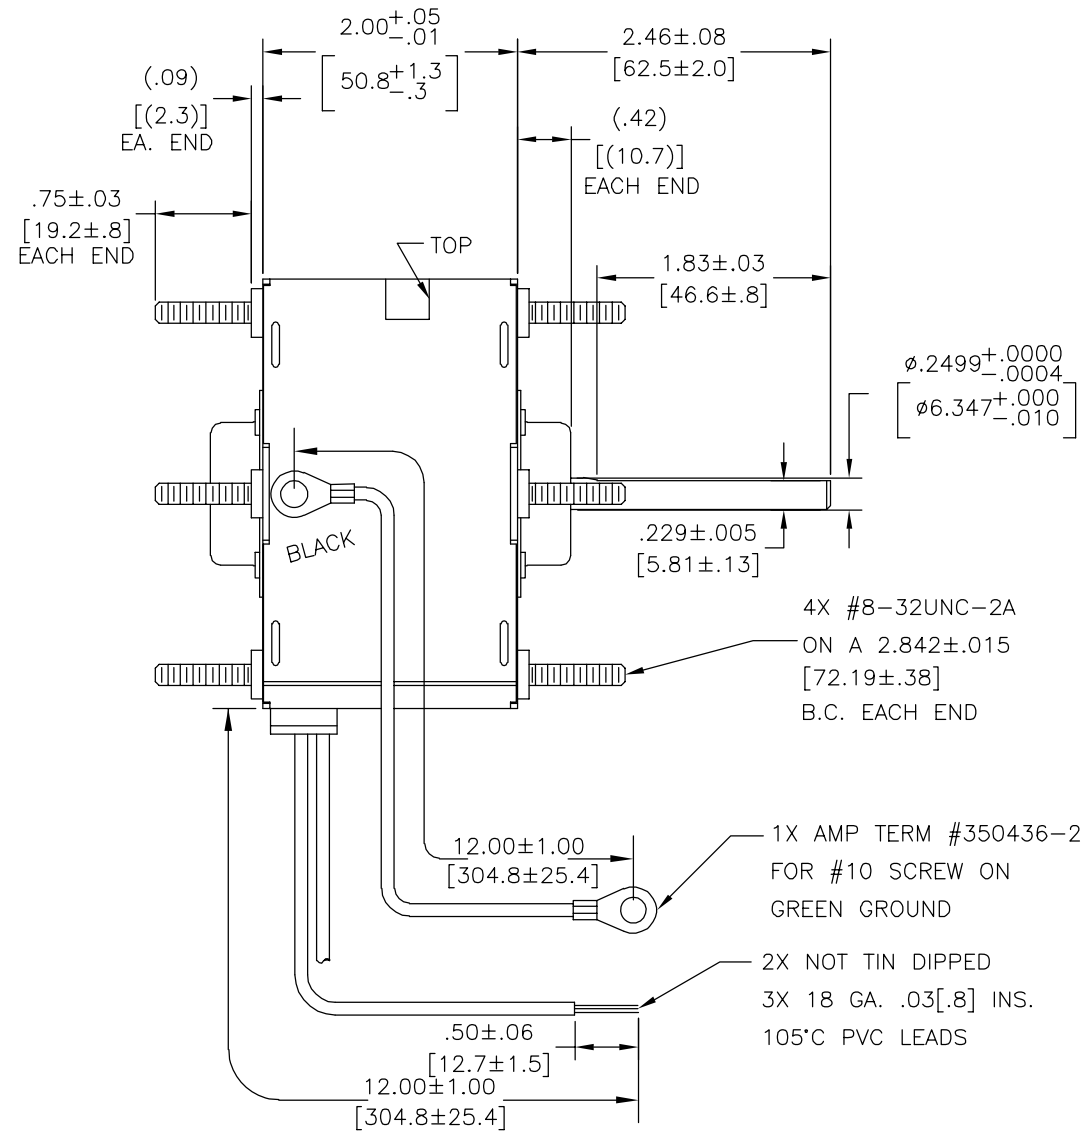 2.00+.05
-.01
[50.8+1.3
-.3]
2.46±.08
[62.5±2.0]
(.09)
[(2.3)]
EA. END
(.42)
[(10.7)]
EACH END
.75±.03
[19.2±.8]
EACH END
TOP
1.83±.03
[46.6±.8]
ø.2499+.0000
-.0004
[ø6.347+.000
-.010]
.229±.005
[5.81±.13]
BLACK
4X #8-32UNC-2A
ON A 2.842±.015
[72.19±.38]
B.C. EACH END
12.00±1.00
[304.8±25.4]
1X AMP TERM #350436-2
FOR #10 SCREW ON
GREEN GROUND
2X NOT TIN DIPPED
3X 18 GA. .03[.8] INS.
105°C PVC LEADS
.50±.06
[12.7±1.5]
12.00±1.00
[304.8±25.4]